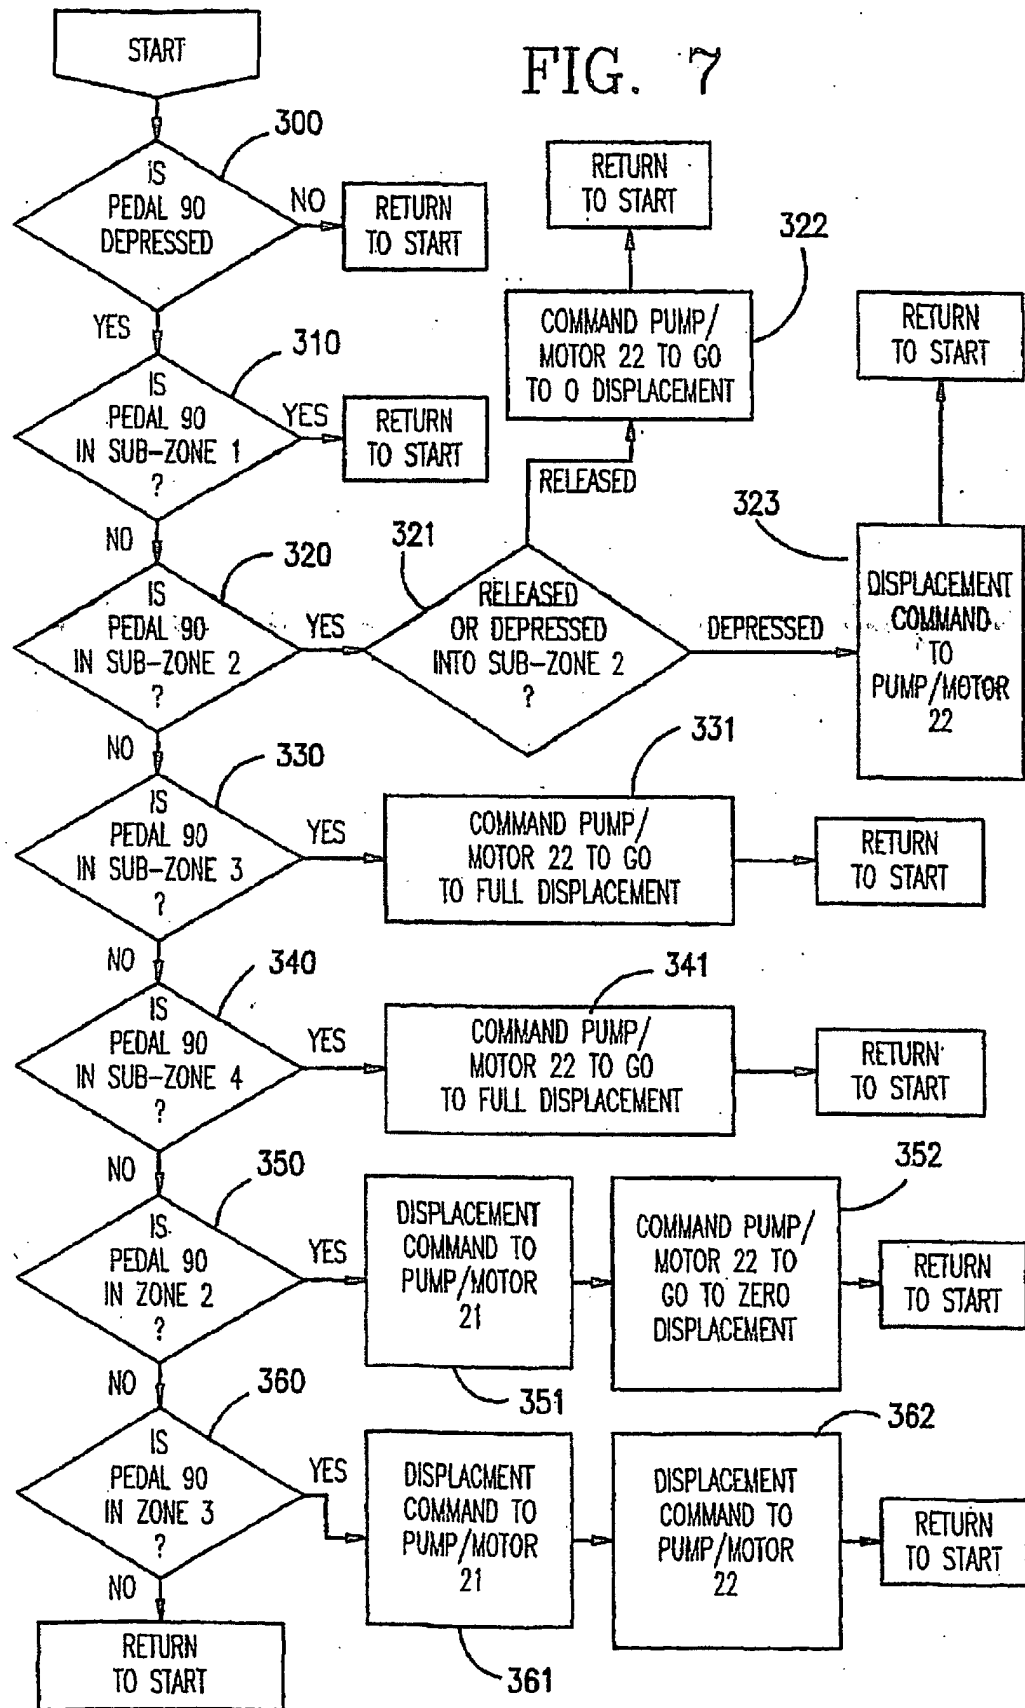 START
FIG. 7
300
IS
PEDAL 90
DEPRESSED
NO
RETURN
TO START
YES
310
IS
PEDAL 90
IN SUB-ZONE 1
?
YES
RETURN
TO START
NO
320
IS
PEDAL 90
IN SUB-ZONE 2
?
YES
321
RELEASED
OR DEPRESSED
INTO SUB-ZONE 2
?
RELEASED
322
COMMAND PUMP/
MOTOR 22 TO GO
TO 0 DISPLACEMENT
RETURN
TO START
DEPRESSED
323
DISPLACEMENT
COMMAND
TO
PUMP/MOTOR
22
RETURN
TO START
NO
330
IS
PEDAL 90
IN SUB-ZONE 3
?
YES
331
COMMAND PUMP/
MOTOR 22 TO GO
TO FULL DISPLACEMENT
RETURN
TO START
NO
340
IS
PEDAL 90
IN SUB-ZONE 4
?
YES
341
COMMAND PUMP/
MOTOR 22 TO GO
TO FULL DISPLACEMENT
RETURN
TO START
NO
350
IS
PEDAL 90
IN ZONE 2
?
YES
DISPLACEMENT
COMMAND TO
PUMP/MOTOR
21
351
352
COMMAND PUMP/
MOTOR 22 TO
GO TO ZERO
DISPLACEMENT
RETURN
TO START
NO
360
IS
PEDAL 90
IN ZONE 3
?
YES
DISPLACMENT
COMMAND TO
PUMP/MOTOR
21
361
362
DISPLACEMENT
COMMAND TO
PUMP/MOTOR
22
RETURN
TO START
NO
RETURN
TO START